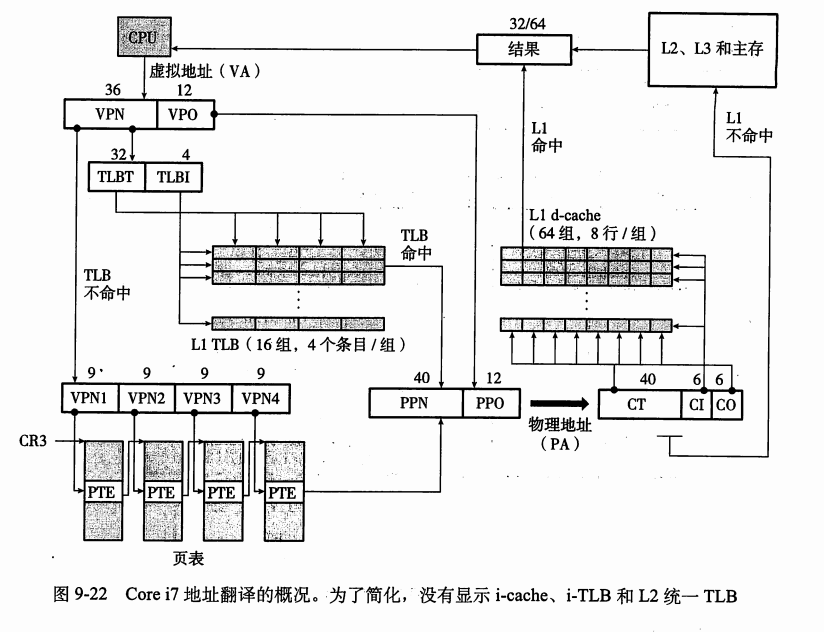 32/64
CPU
结果
L2、L3 和主存
虚拟地址（VA）
36 12
VPN VPO
L1
命中
L1
不命中
32 4
TLBT TLBI
L1 d-cache
（64 组，8 行/组）
TLB
命中
TLB
不命中
L1 TLB（16 组，4 个条目/组）
9 9 9 9
VPN1 VPN2 VPN3 VPN4
40 12
PPN PPO
40 6 6
CT CI CO
物理地址
（PA）
CR3
PTE PTE PTE PTE
页表
图 9-22 Core i7 地址翻译的概况。为了简化，没有显示 i-cache、i-TLB 和 L2 统一 TLB